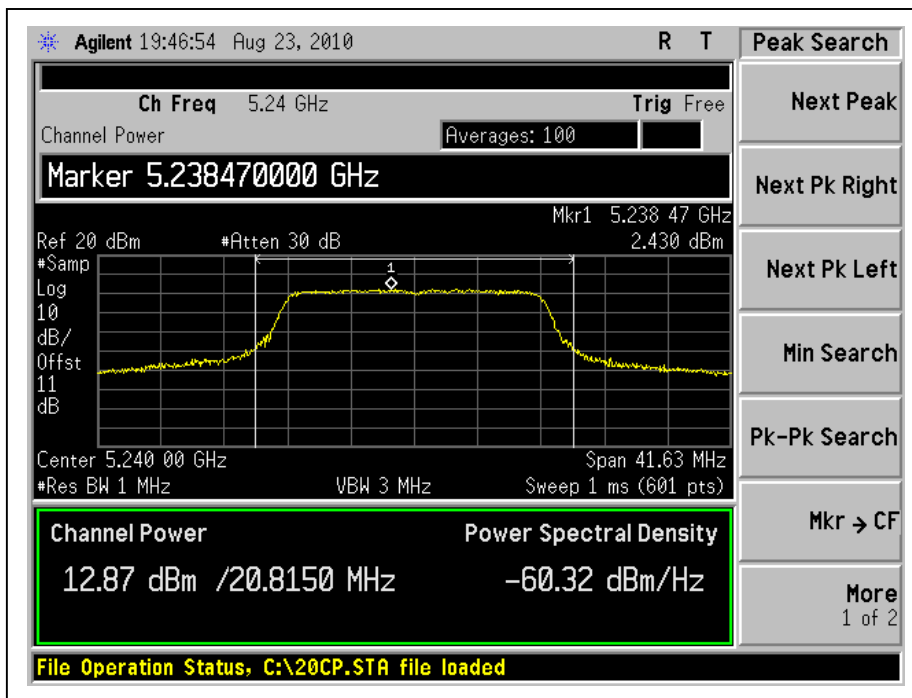 Agilent 19:46:54 Aug 23, 2010 R T
Peak Search
Ch Freq 5.24 GHz Trig Free
Channel Power Averages: 100
Marker 5.238470000 GHz
Mkr1 5.238 47 GHz
Ref 20 dBm #Atten 30 dB 2.430 dBm
#Samp
Log
10
dB/
Offst
11
dB
1
Center 5.240 00 GHz Span 41.63 MHz
#Res BW 1 MHz VBW 3 MHz Sweep 1 ms (601 pts)
Channel Power Power Spectral Density
12.87 dBm /20.8150 MHz -60.32 dBm/Hz
File Operation Status, C:\20CP.STA file loaded
Next Peak
Next Pk Right
Next Pk Left
Min Search
Pk-Pk Search
Mkr → CF
More
1 of 2